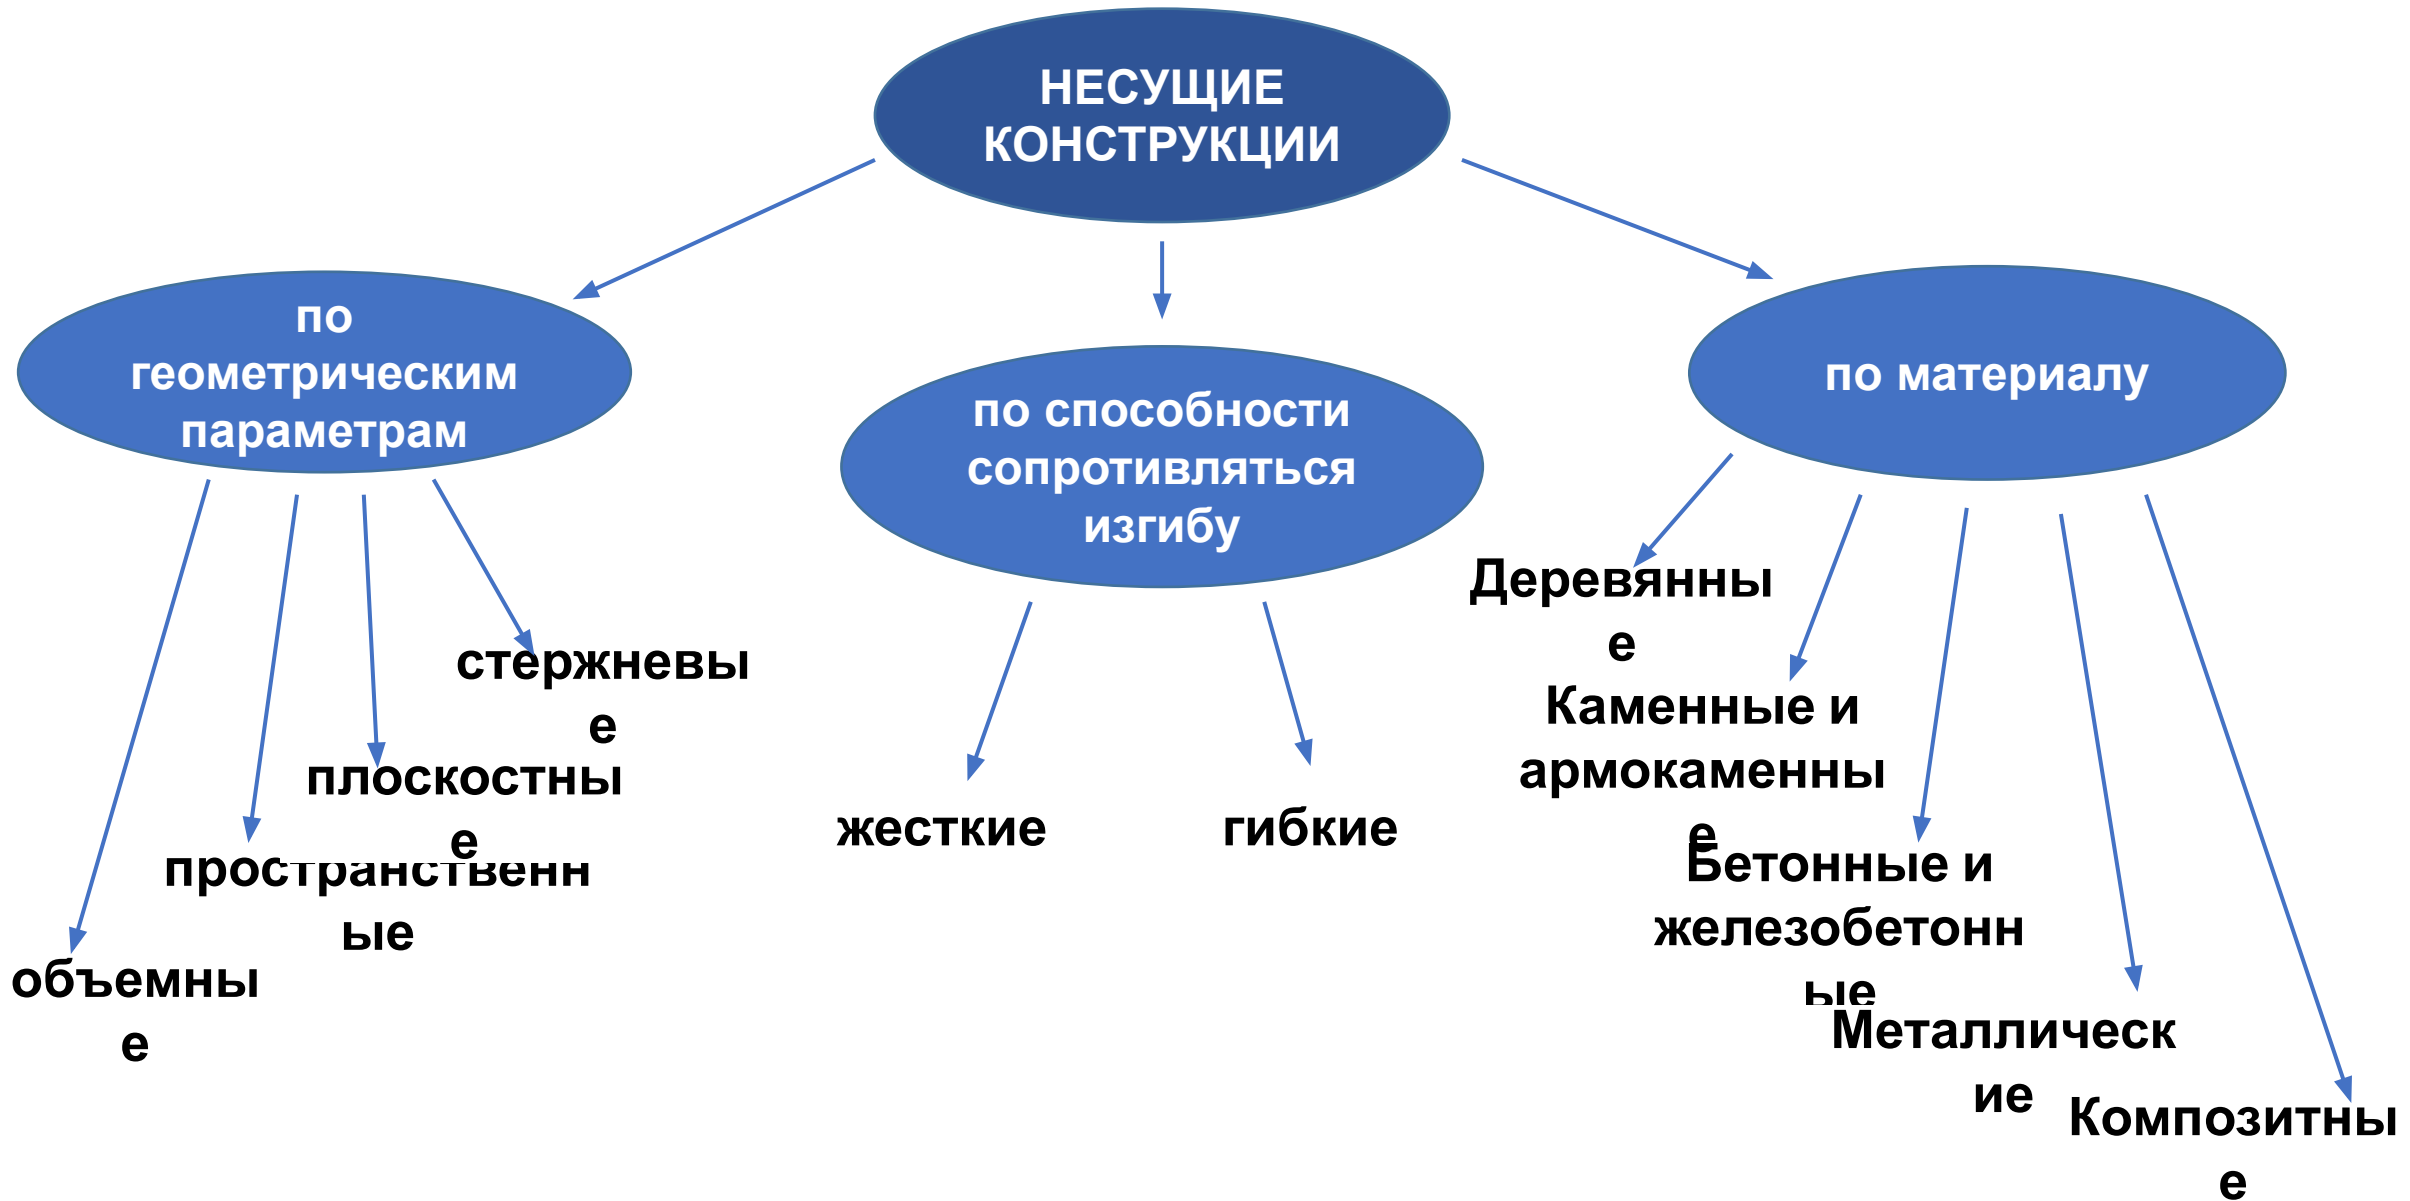 НЕСУЩИЕ
КОНСТРУКЦИИ
по
геометрическим
параметрам
по способности
сопротивляться
изгибу
по материалу
стержневы
е
плоскостны
е
пространственн
ые
объемны
е
жесткие
гибкие
Деревянны
е
Каменные и
армокаменны
е
Бетонные и
железобетонн
ые
Металлическ
ие
Композитны
е